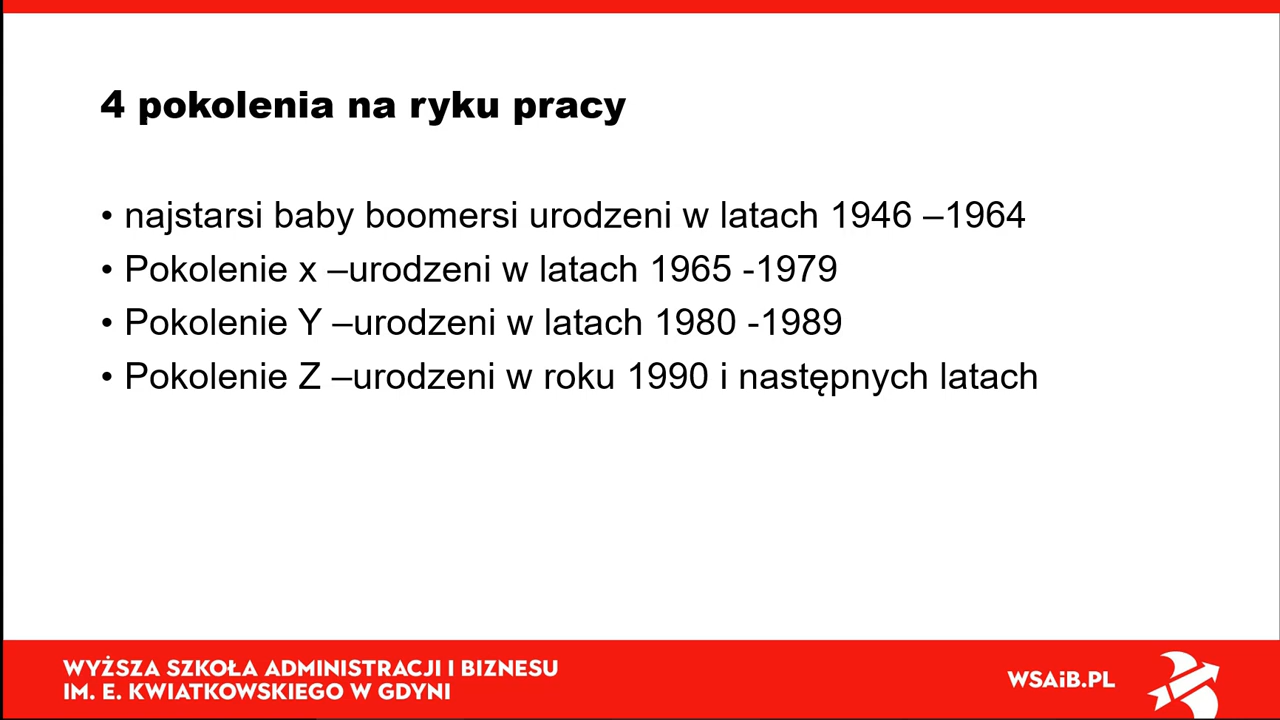 4 pokolenia na ryku pracy
• najstarsi baby boomersi urodzeni w latach 1946 –1964
• Pokolenie x –urodzeni w latach 1965 -1979
• Pokolenie Y –urodzeni w latach 1980 -1989
• Pokolenie Z –urodzeni w roku 1990 i następnych latach
WYŻSZA SZKOŁA ADMINISTRACJI I BIZNESU
IM. E. KWIATKOWSKIEGO W GDYNI
WSAiB.PL